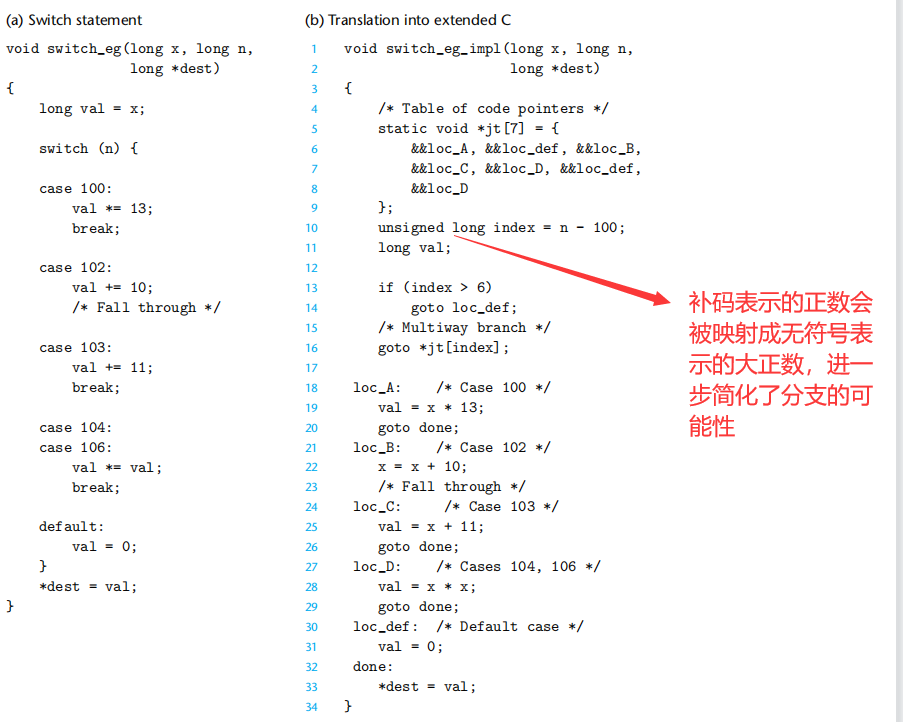 (a) Switch statement
void switch_eg(long x, long n,
               long *dest)
{
    long val = x;
    switch (n) {
    case 100:
        val *= 13;
        break;
    case 102:
        val += 10;
        /* Fall through */
    case 103:
        val += 11;
        break;
    case 104:
    case 106:
        val *= val;
        break;
    default:
        val = 0;
    }
    *dest = val;
}
(b) Translation into extended C
1 void switch_eg_impl(long x, long n,
2                     long *dest)
3 {
4     /* Table of code pointers */
5     static void *jt[7] = {
6         &&loc_A, &&loc_def, &&loc_B,
7         &&loc_C, &&loc_D, &&loc_def,
8         &&loc_D
9     };
10     unsigned long index = n - 100;
11     long val;
12
13     if (index > 6)
14         goto loc_def;
15     /* Multiway branch */
16     goto *jt[index];
17
18 loc_A:    /* Case 100 */
19     val = x * 13;
20     goto done;
21 loc_B:    /* Case 102 */
22     x = x + 10;
23     /* Fall through */
24 loc_C:     /* Case 103 */
25     val = x + 11;
26     goto done;
27 loc_D:    /* Cases 104, 106 */
28     val = x * x;
29     goto done;
30 loc_def:  /* Default case */
31     val = 0;
32 done:
33     *dest = val;
34 }
补码表示的正数会
被映射成无符号表
示的大正数，进一
步简化了分支的可
能性